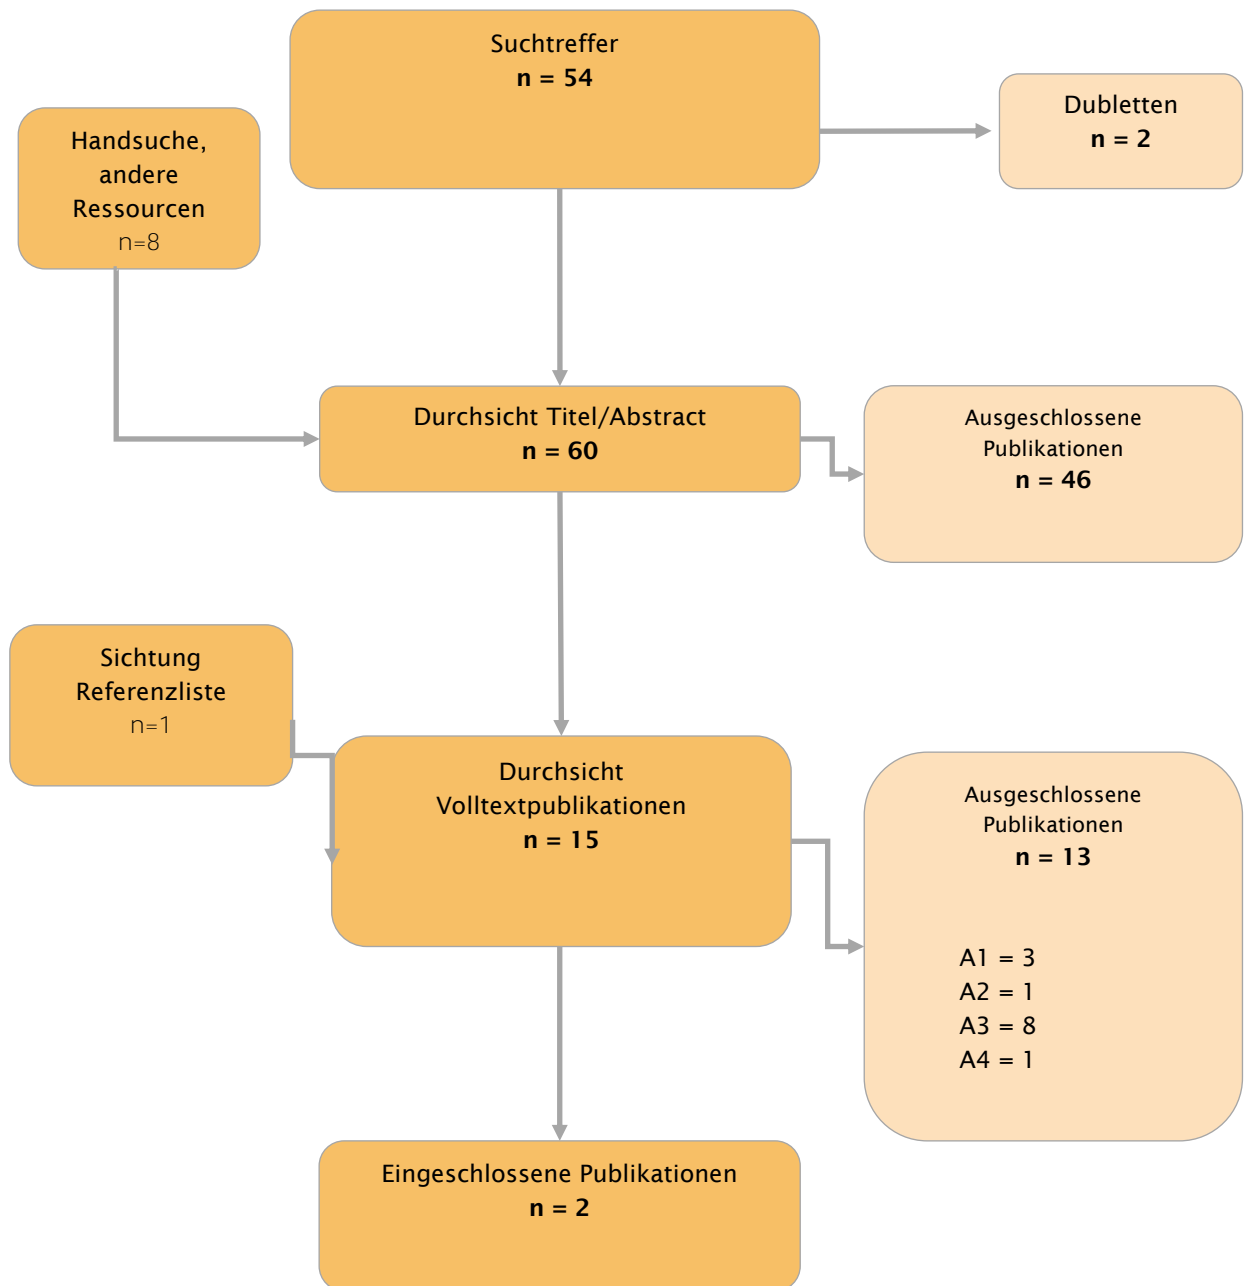 Suchtreffer
n = 54
Dubletten
n = 2
Handsuche,
andere
Ressourcen
n=8
Durchsicht Titel/Abstract
n = 60
Ausgeschlossene
Publikationen
n = 46
Sichtung
Referenzliste
n=1
Durchsicht
Volltextpublikationen
n = 15
Ausgeschlossene
Publikationen
n = 13
A1 = 3
A2 = 1
A3 = 8
A4 = 1
Eingeschlossene Publikationen
n = 2